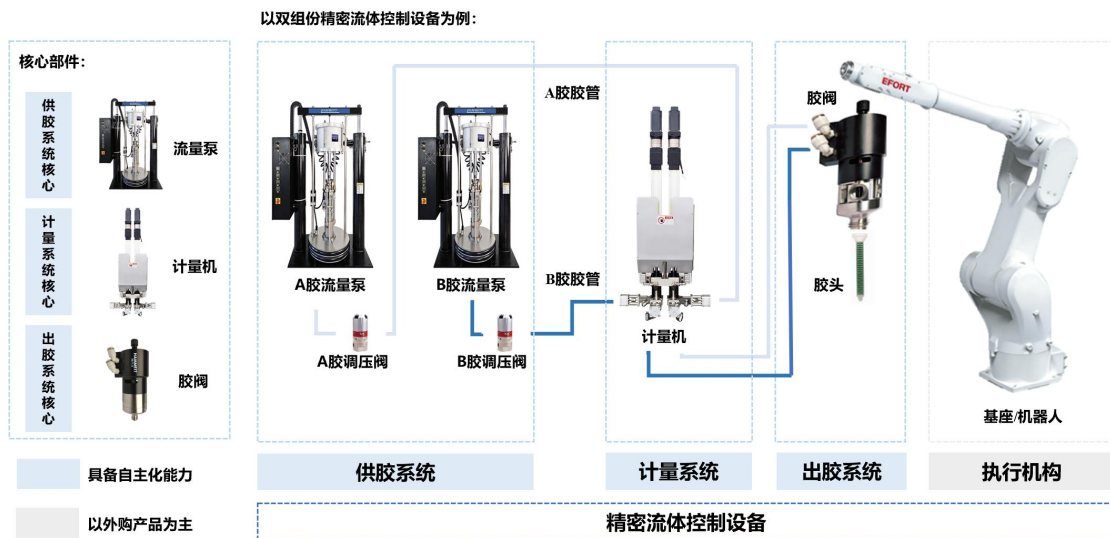 以双组份精密流体控制设备为例：
核心部件：
供胶系统核心
流量泵
计量系统核心
计量机
出胶系统核心
胶阀
具备自主化能力
以外购产品为主
A胶流量泵
B胶流量泵
A胶调压阀
B胶调压阀
A胶胶管
B胶胶管
计量机
胶阀
胶头
EFORT
基座/机器人
供胶系统
计量系统
出胶系统
执行机构
精密流体控制设备